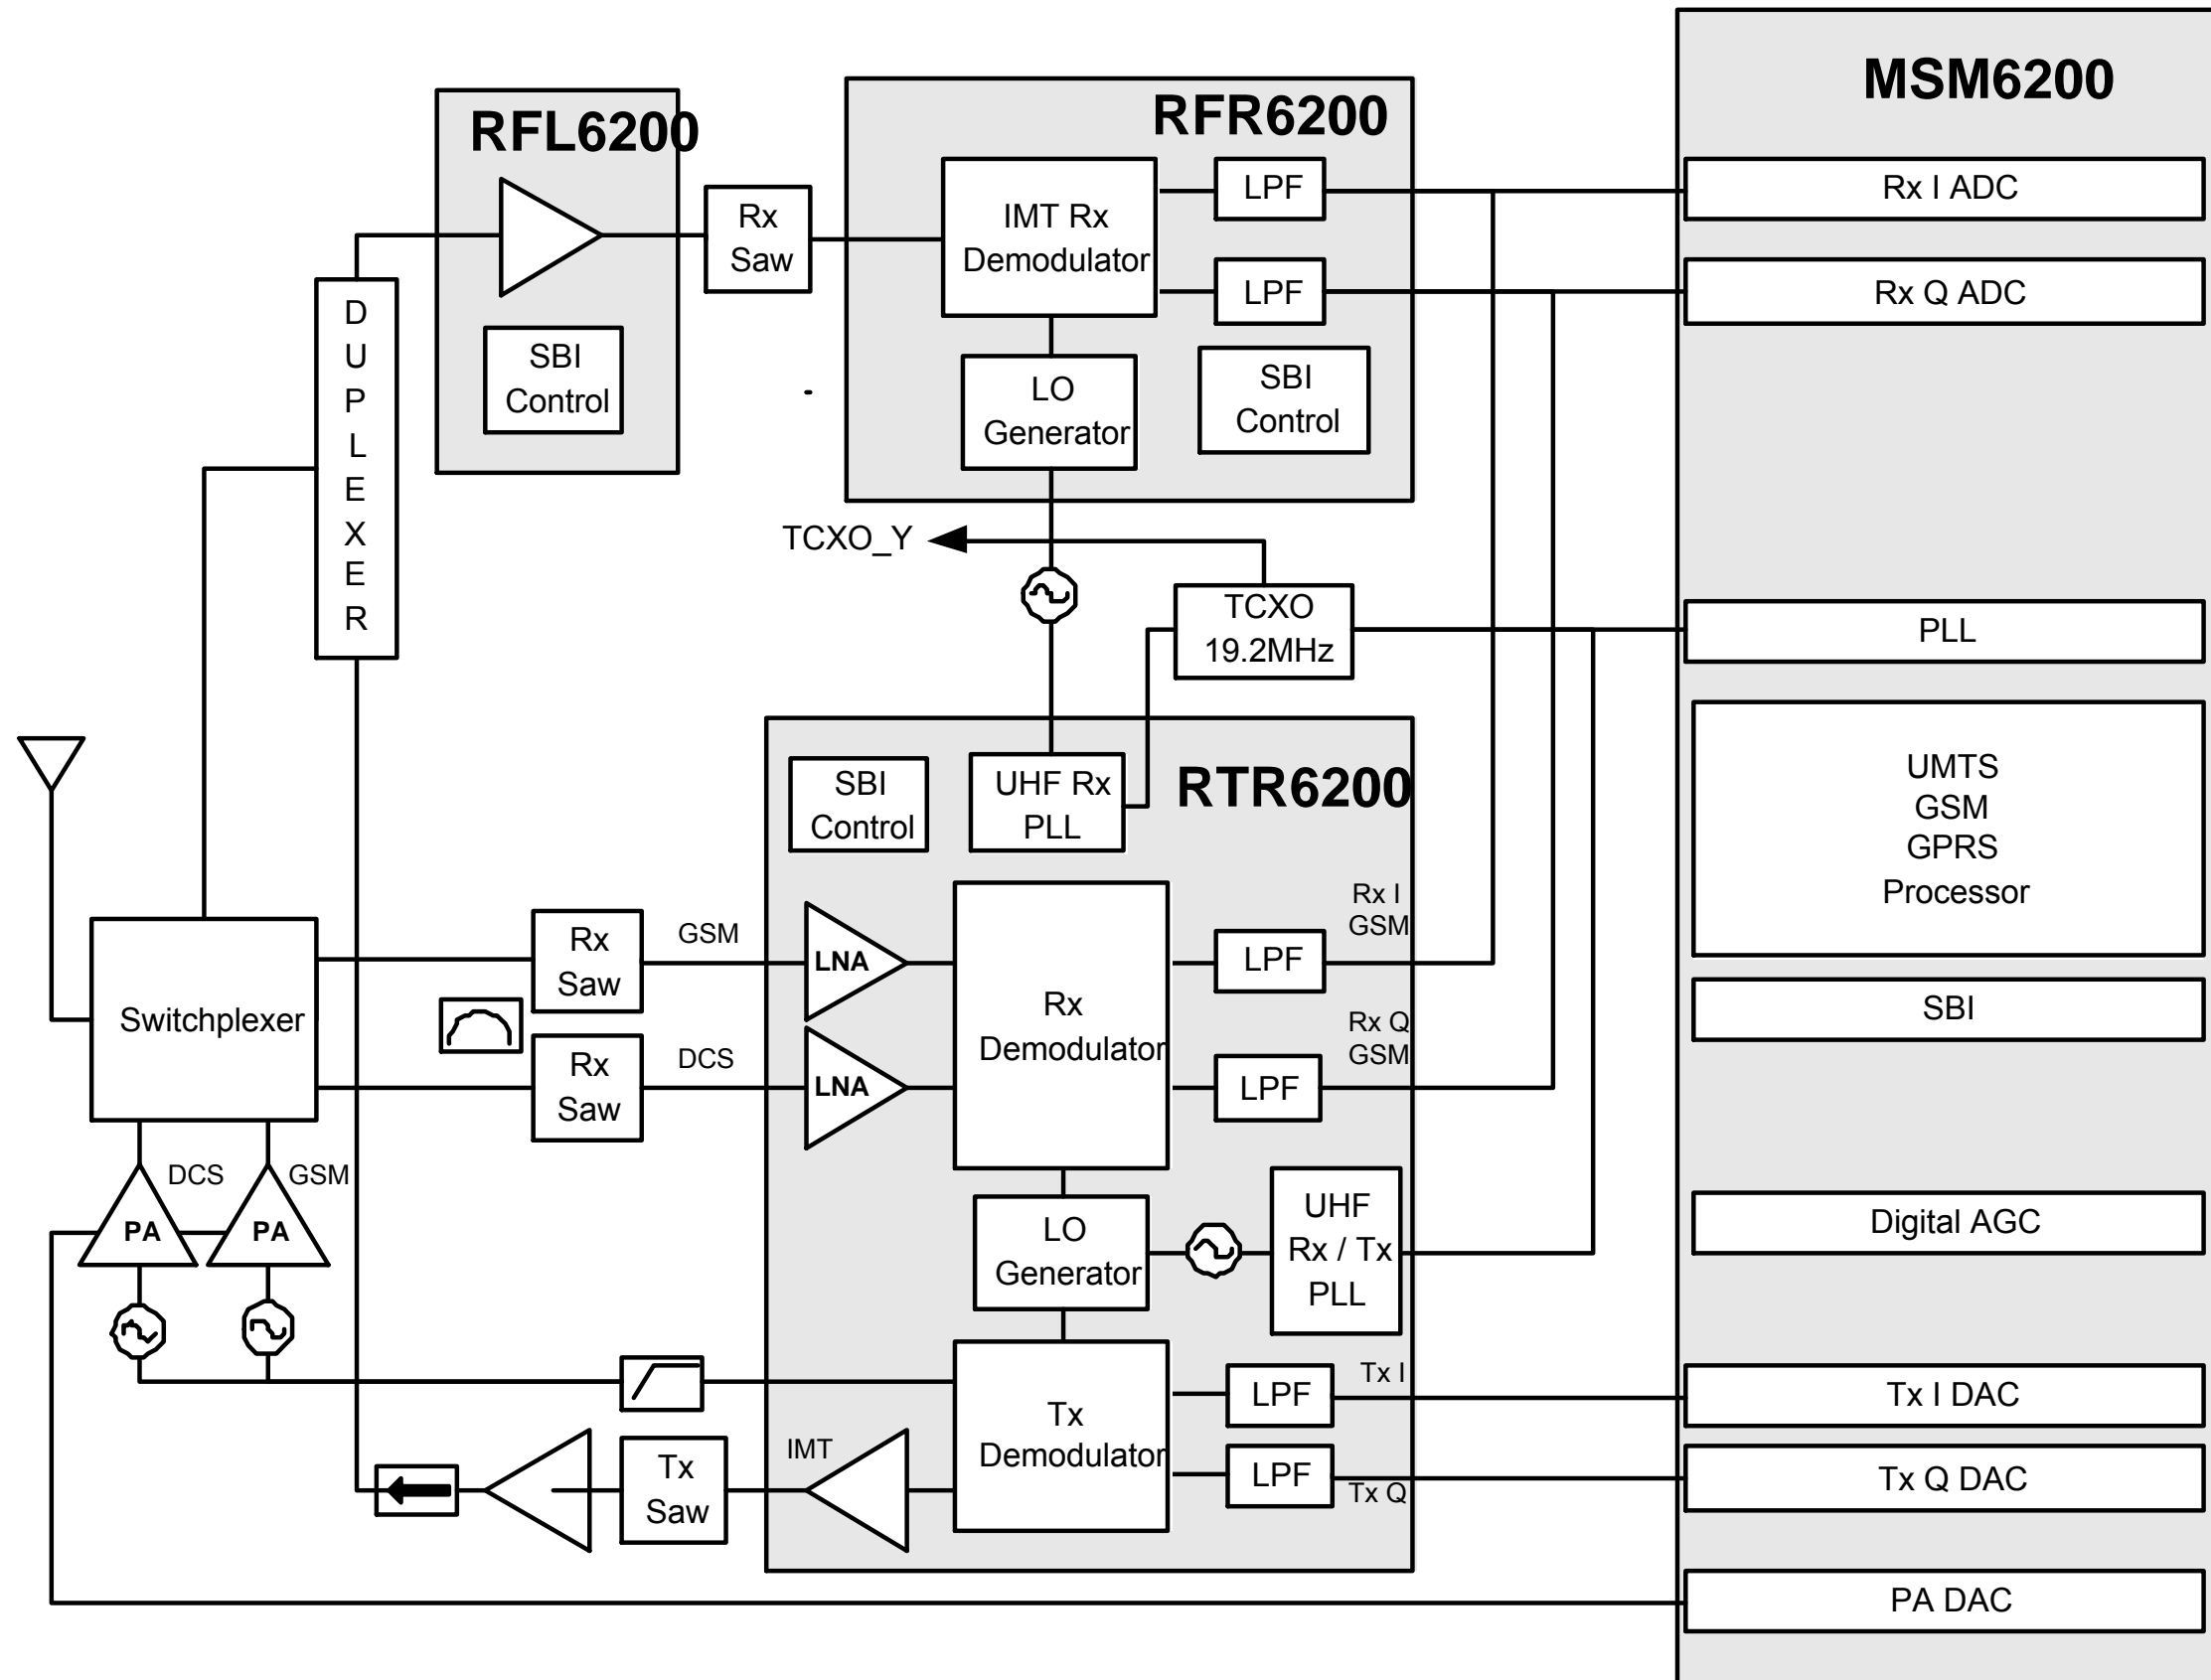 MSM6200
RFL6200
RFR6200
Rx
Saw
IMT Rx
Demodulator
LPF
LPF
Rx I ADC
Rx Q ADC
D
U
P
L
E
X
E
R
SBI
Control
LO
Generator
SBI
Control
-
TCXO_Y
TCXO
19.2MHz
PLL
SBI
Control
UHF Rx
PLL
RTR6200
UMTS
GSM
GPRS
Processor
Switchplexer
Rx
Saw
GSM
LNA
Rx
Demodulator
LPF
Rx I
GSM
Rx
Saw
DCS
LNA
LPF
Rx Q
GSM
SBI
DCS
GSM
PA
PA
LO
Generator
UHF
Rx / Tx
PLL
Digital AGC
Tx
Demodulator
LPF
Tx I
Tx I DAC
Tx
Saw
IMT
LPF
Tx Q
Tx Q DAC
PA DAC